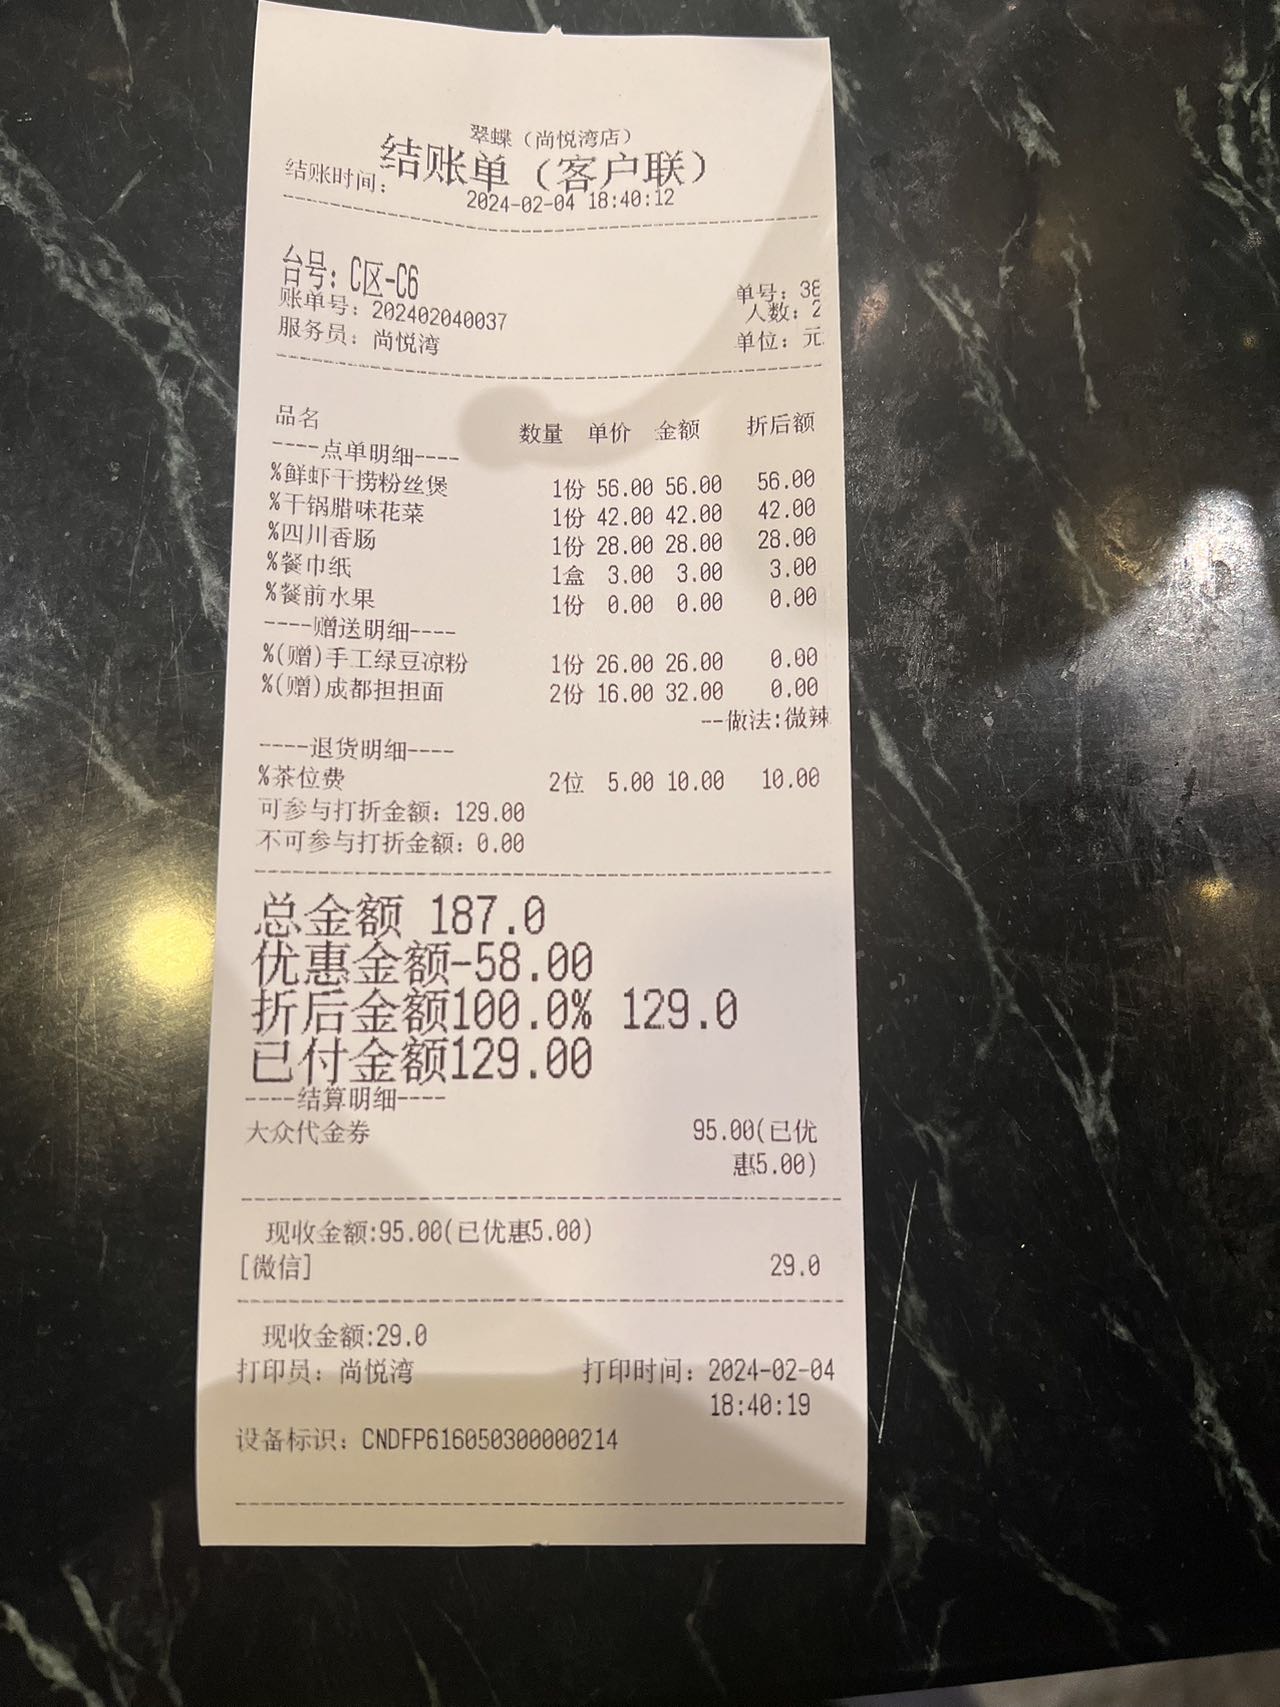 翠蝶（尚悦湾店）
结账单（客户联）
结账时间： 2024-02-04 18:40:12
台号：C区-C6
账单号：202402040037 单号：38
服务员：尚悦湾 人数：2
单位：元
品名 数量 单价 金额 折后额
----点单明细----
%鲜虾干捞粉丝煲 1份 56.00 56.00 56.00
%干锅腊味花菜 1份 42.00 42.00 42.00
%四川香肠 1份 28.00 28.00 28.00
%餐巾纸 1盒 3.00 3.00 3.00
%餐前水果 1份 0.00 0.00 0.00
----赠送明细----
%(赠)手工绿豆凉粉 1份 26.00 26.00 0.00
%(赠)成都担担面 2份 16.00 32.00 0.00
--做法:微辣
----退货明细----
%茶位费 2位 5.00 10.00 10.00
可参与打折金额：129.00
不可参与打折金额：0.00
总金额 187.0
优惠金额-58.00
折后金额100.0% 129.0
已付金额129.00
----结算明细----
大众代金券 95.00(已优
惠5.00)
现收金额:95.00(已优惠5.00)
[微信] 29.0
现收金额:29.0
打印员：尚悦湾 打印时间：2024-02-04
18:40:19
设备标识：CNDFP616050300000214